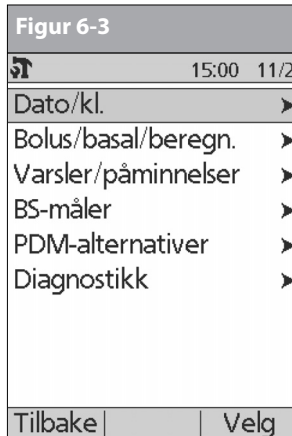 Figur 6-3
15:00 11/2
Dato/kl.
Bolus/basal/beregn.
Varsler/påminnelser
BS-måler
PDM-alternativer
Diagnostikk
Tilbake Velg